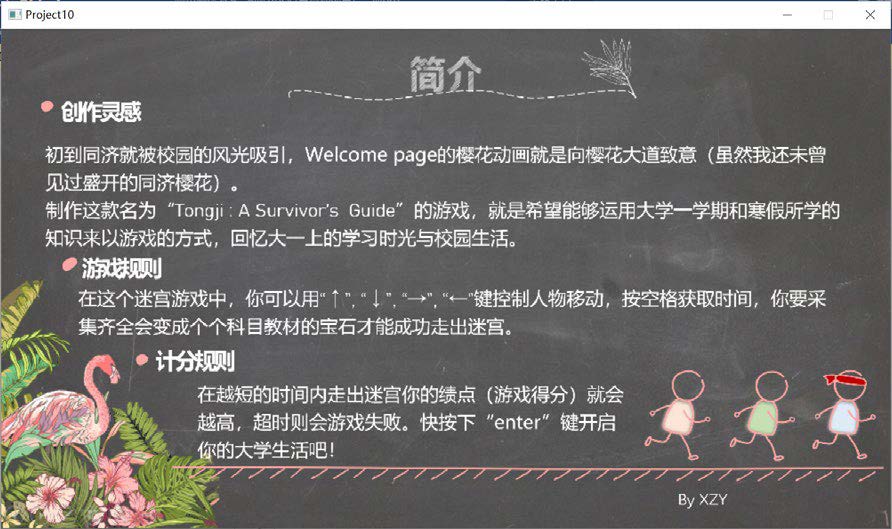 Project10
简介
创作灵感
初到同济就被校园的风光吸引，Welcome page的樱花动画就是向樱花大道致意（虽然我还未曾
见过盛开的同济樱花）。
制作这款名为“Tongji : A Survivor's Guide”的游戏，就是希望能够运用大学一学期和寒假所学的
知识来以游戏的方式，回忆大一上的学习时光与校园生活。
游戏规则
在这个迷宫游戏中，你可以用“↑”, “↓”, “→”, “←”键控制人物移动，按空格获取时间，你要采
集齐全会变成个个科目教材的宝石才能成功走出迷宫。
计分规则
在越短的时间内走出迷宫你的绩点（游戏得分）就会
越高，超时则会游戏失败。快按下“enter”键开启
你的大学生活吧！
By XZY